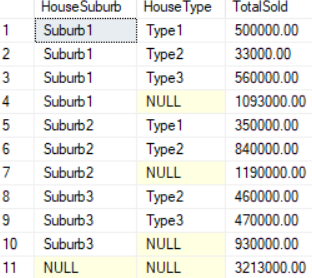 HouseSuburb HouseType TotalSold
1 Suburb1 Type1 500000.00
2 Suburb1 Type2 33000.00
3 Suburb1 Type3 560000.00
4 Suburb1 NULL 1093000.00
5 Suburb2 Type1 350000.00
6 Suburb2 Type2 840000.00
7 Suburb2 NULL 1190000.00
8 Suburb3 Type2 460000.00
9 Suburb3 Type3 470000.00
10 Suburb3 NULL 930000.00
11 NULL NULL 3213000.00